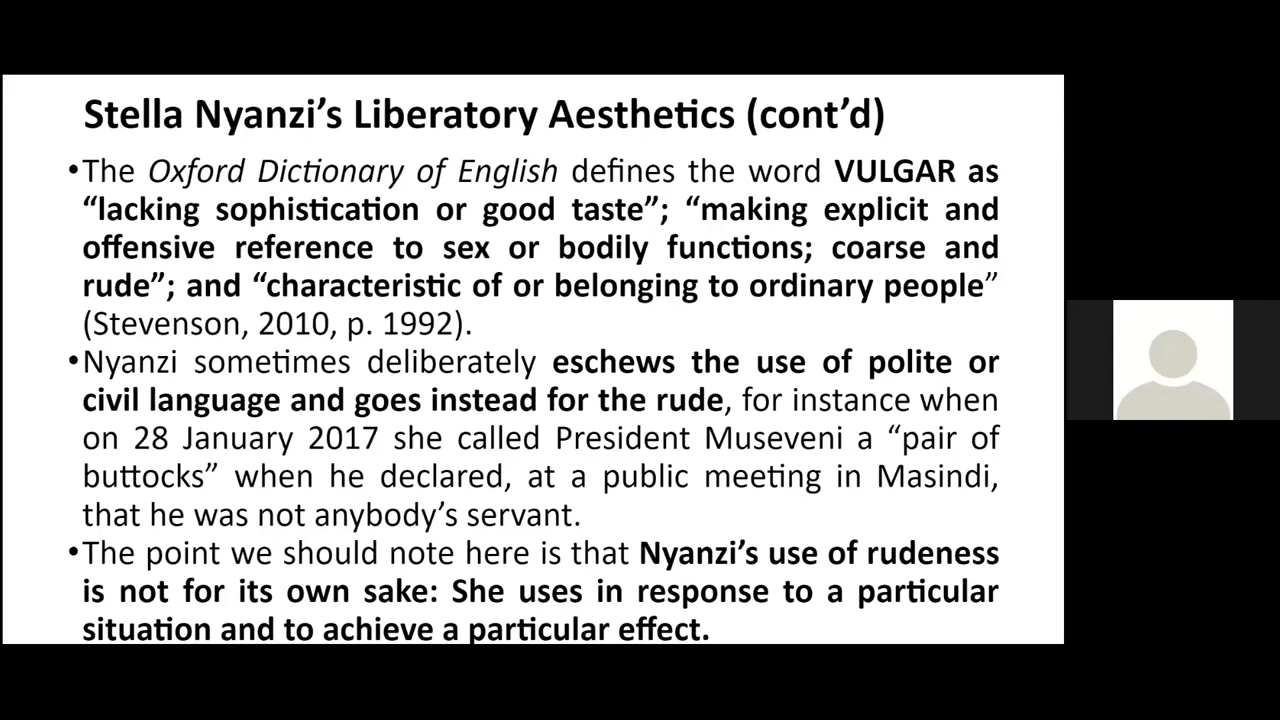 Stella Nyanzi’s Liberatory Aesthetics (cont’d)
•The Oxford Dictionary of English defines the word VULGAR as
“lacking sophistication or good taste”; “making explicit and
offensive reference to sex or bodily functions; coarse and
rude”; and “characteristic of or belonging to ordinary people”
(Stevenson, 2010, p. 1992).
•Nyanzi sometimes deliberately eschews the use of polite or
civil language and goes instead for the rude, for instance when
on 28 January 2017 she called President Museveni a “pair of
buttocks” when he declared, at a public meeting in Masindi,
that he was not anybody’s servant.
•The point we should note here is that Nyanzi’s use of rudeness
is not for its own sake: She uses in response to a particular
situation and to achieve a particular effect.